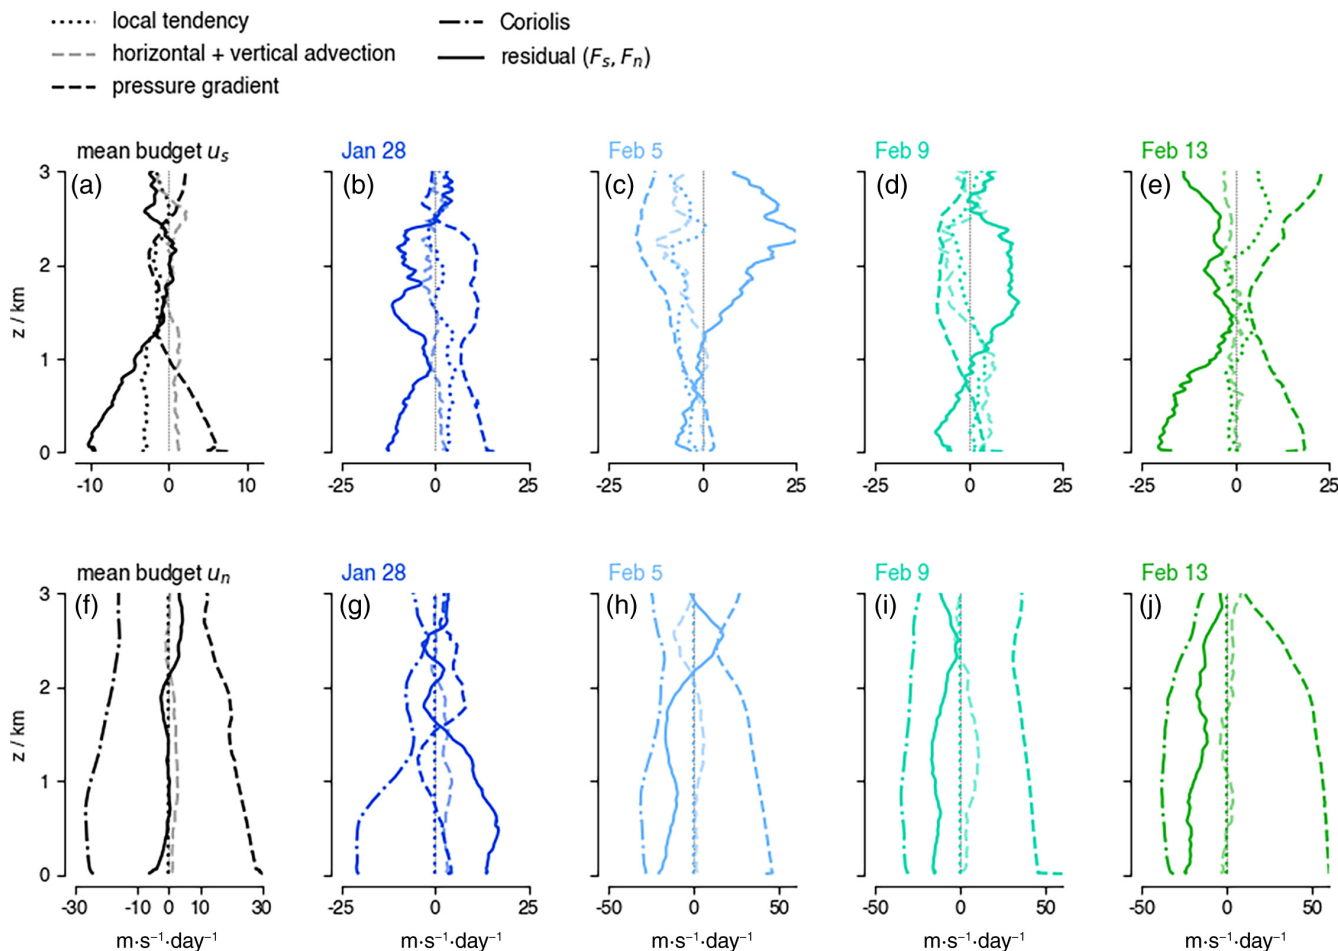 local tendency
horizontal + vertical advection
pressure gradient
Coriolis
residual (Fs, Fn)
mean budget us
Jan 28
Feb 5
Feb 9
Feb 13
(a)
(b)
(c)
(d)
(e)
3
2
1
0
z / km
-10 0 10
-25 0 25
-25 0 25
-25 0 25
-25 0 25
mean budget un
Jan 28
Feb 5
Feb 9
Feb 13
(f)
(g)
(h)
(i)
(j)
3
2
1
0
z / km
-30 -10 0 10 30
-25 0 25
-50 0 50
-50 0 50
-50 0 50
m·s⁻¹·day⁻¹
m·s⁻¹·day⁻¹
m·s⁻¹·day⁻¹
m·s⁻¹·day⁻¹
m·s⁻¹·day⁻¹